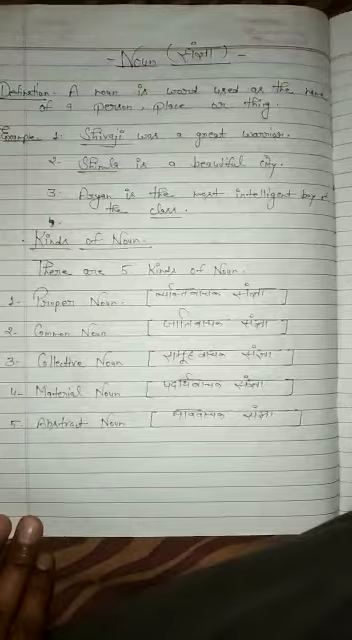 - Noun (संज्ञा) -
Defination - A noun is word used as the name
of a person, place or thing.
Example 1. Shivaji was a great warrior.
2. Shimla is a beautiful city.
3- Aryan is the most intelligent boy of
the class.
4.
. Kinds of Noun.
There are 5 Kinds of Noun.
1- Proper Noun. [व्यक्तिवाचक संज्ञा]
2- Common Noun [जातिवाचक संज्ञा]
3- Collective Noun [सामूहवाचक संज्ञा]
4- Material Noun [पदार्थवाचक संज्ञा]
5. Abstract Noun [भाववाचक संज्ञा]